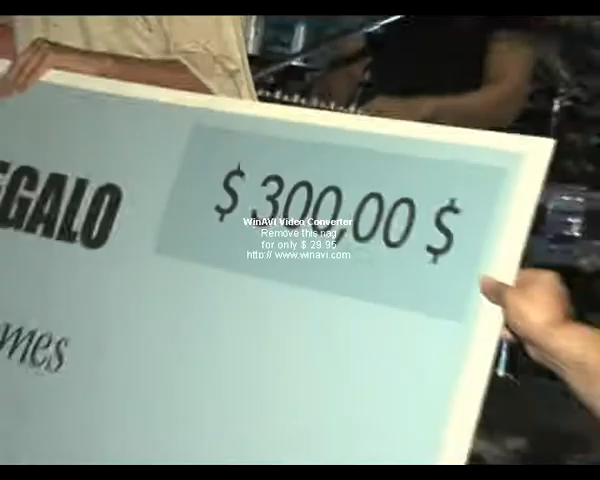 EGALO
$ 300,00 $
WinAVI Video Converter
Remove this nag
for only $ 29.95
http://www.winavi.com
mes